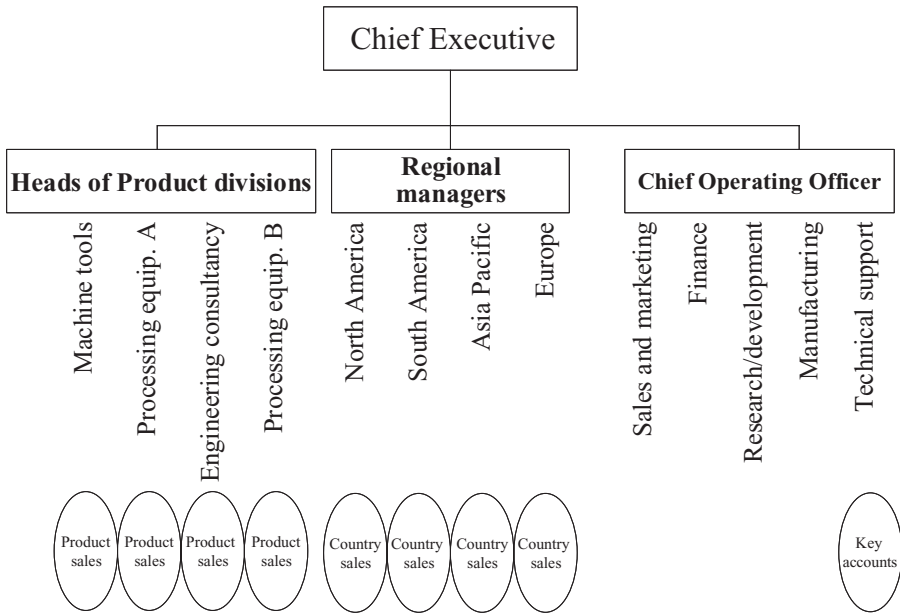 Chief Executive
Heads of Product divisions
Regional
managers
Chief Operating Officer
Machine tools
Processing equip. A
Engineering consultancy
Processing equip. B
North America
South America
Asia Pacific
Europe
Sales and marketing
Finance
Research/development
Manufacturing
Technical support
Product
sales
Product
sales
Product
sales
Product
sales
Country
sales
Country
sales
Country
sales
Country
sales
Key
accounts